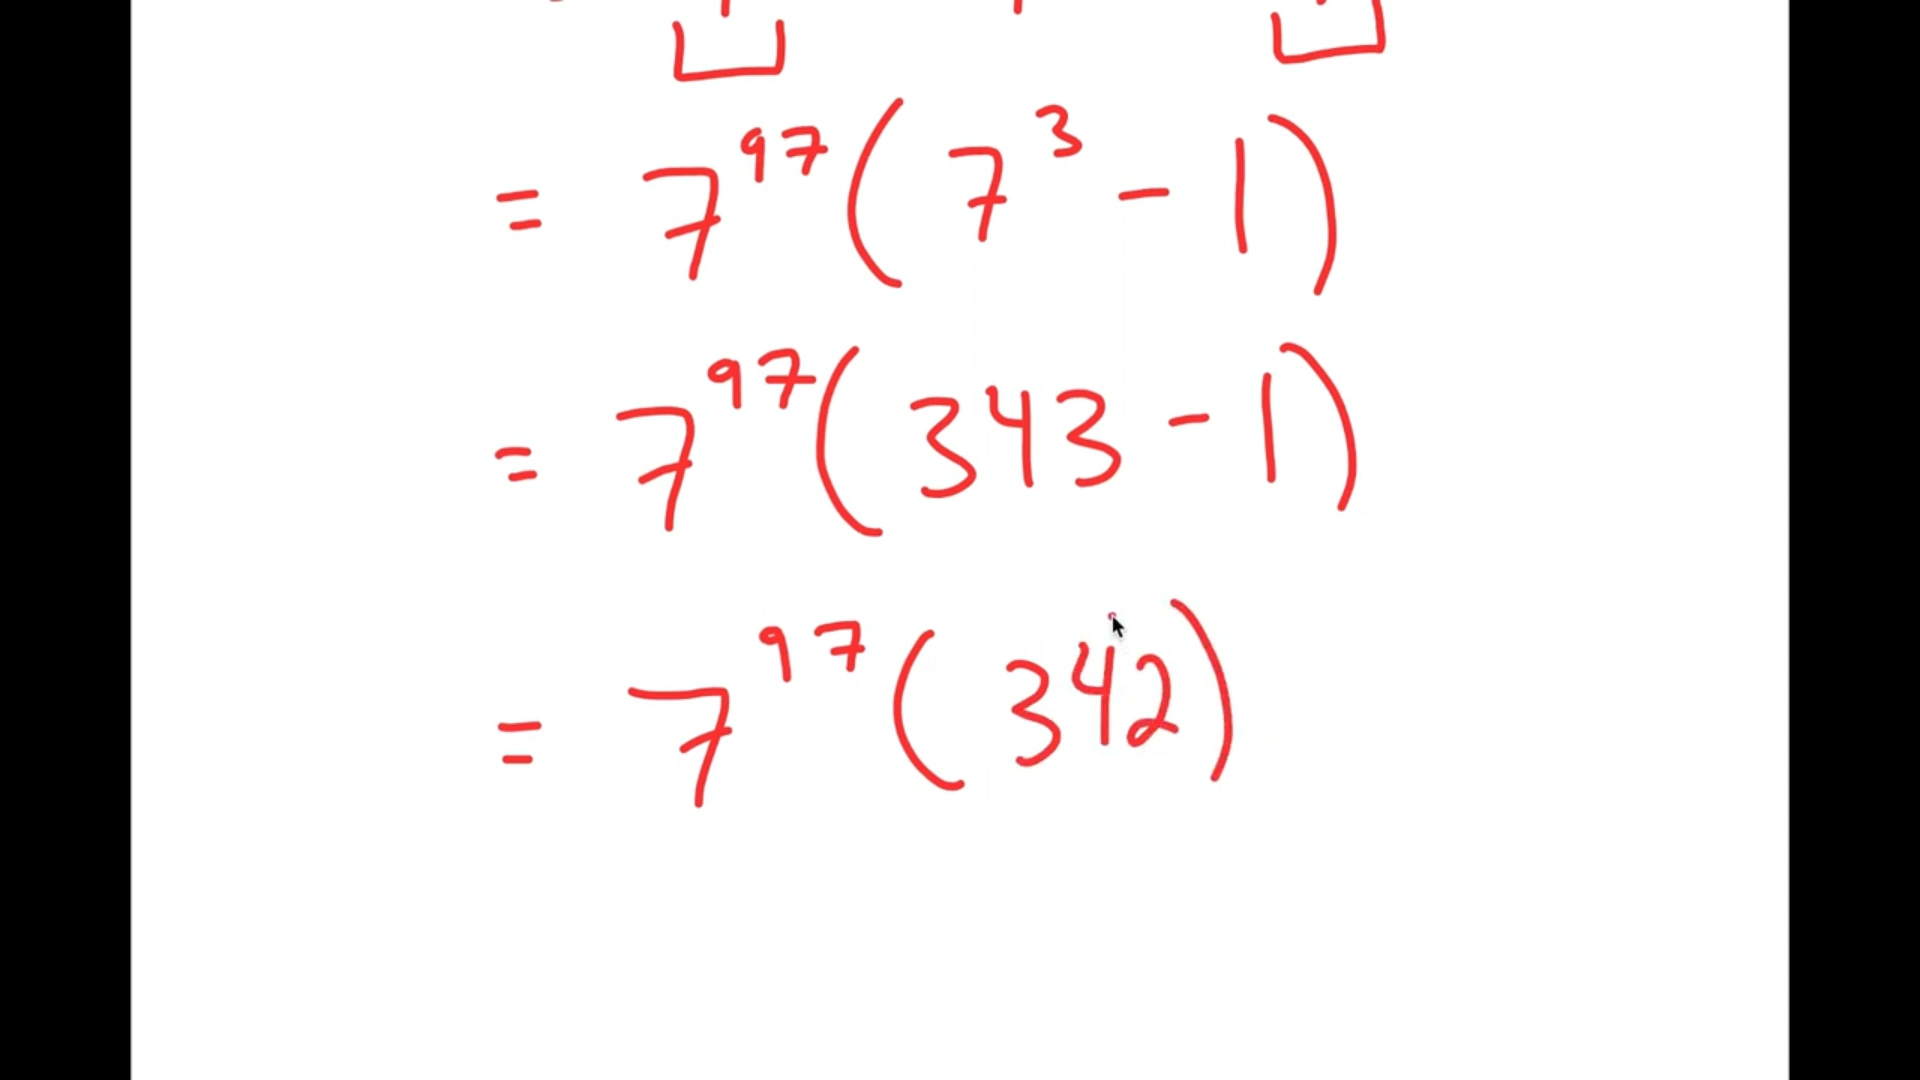 = 7^97 ( 7^3 - 1 )
= 7^97 ( 343 - 1 )
= 7^97 ( 342 )